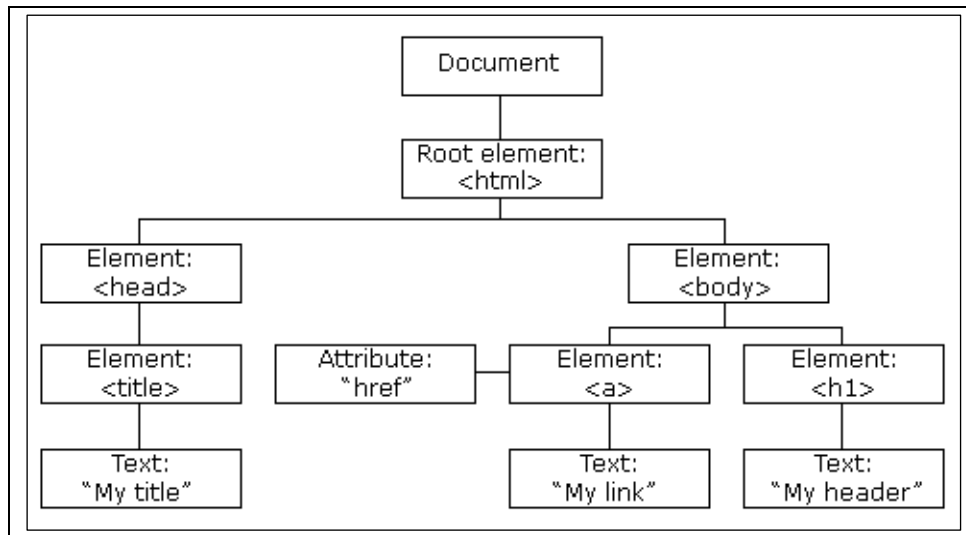 Document
Root element:
<html>
Element:
<head>
Element:
<body>
Element:
<title>
Attribute:
“href”
Element:
<a>
Element:
<h1>
Text:
“My title”
Text:
“My link”
Text:
“My header”